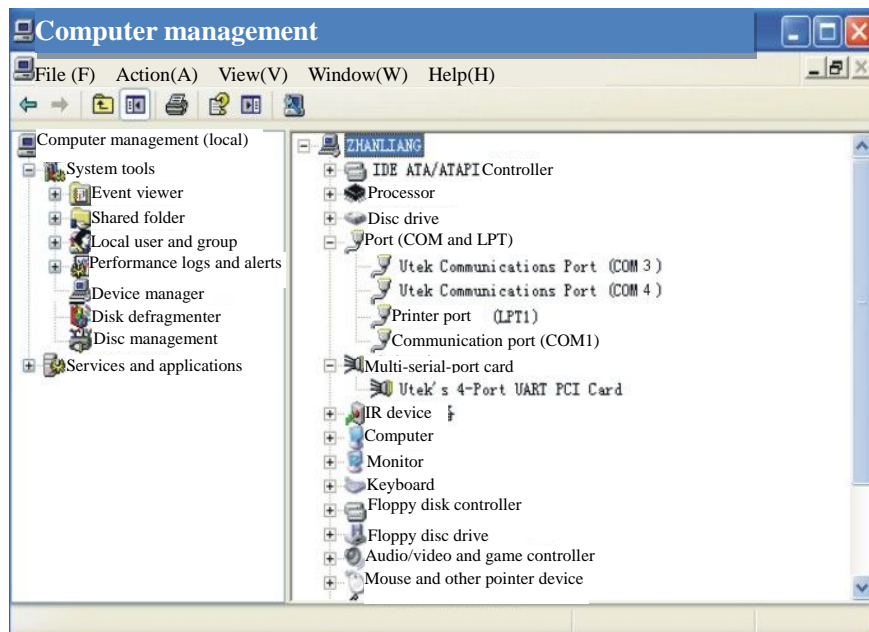 Computer management
File (F) Action(A) View(V) Window(W) Help(H)
Computer management (local)
System tools
Event viewer
Shared folder
Local user and group
Performance logs and alerts
Device manager
Disk defragmenter
Disc management
Services and applications
ZHANLIANG
IDE ATA/ATAPI Controller
Processor
Disc drive
Port (COM and LPT)
Utek Communications Port (COM 3)
Utek Communications Port (COM 4)
Printer port (LPT1)
Communication port (COM1)
Multi-serial-port card
Utek's 4-Port UART PCI Card
IR device
Computer
Monitor
Keyboard
Floppy disk controller
Floppy disc drive
Audio/video and game controller
Mouse and other pointer device